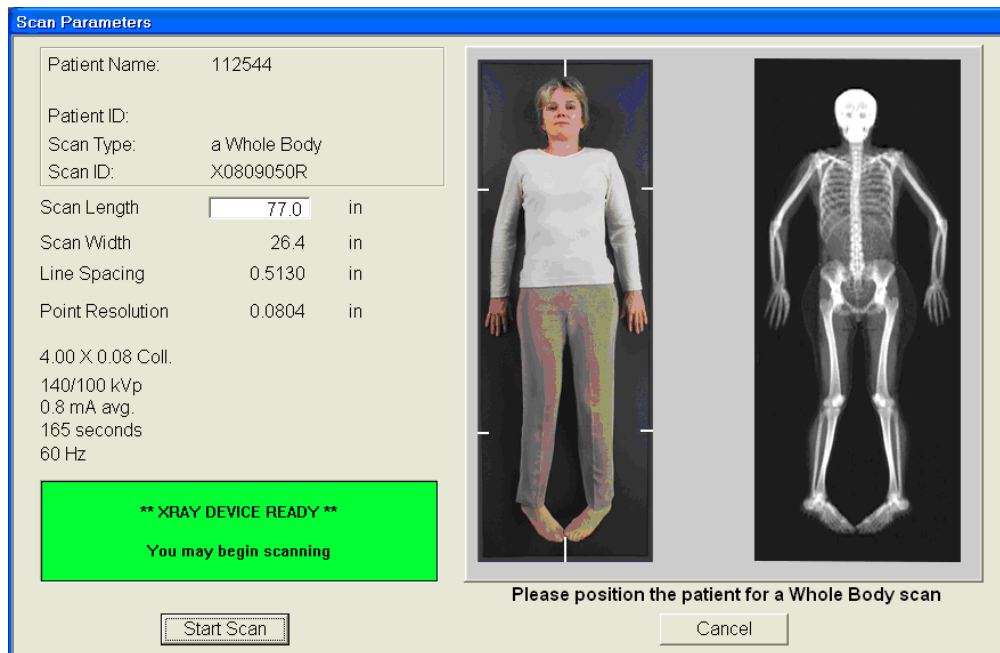 Scan Parameters
Patient Name: 112544
Patient ID:
Scan Type: a Whole Body
Scan ID: X0809050R
Scan Length 77.0 in
Scan Width 26.4 in
Line Spacing 0.5130 in
Point Resolution 0.0804 in
4.00 X 0.08 Coll.
140/100 kVp
0.8 mA avg.
165 seconds
60 Hz
** XRAY DEVICE READY **
You may begin scanning
Please position the patient for a Whole Body scan
Start Scan
Cancel